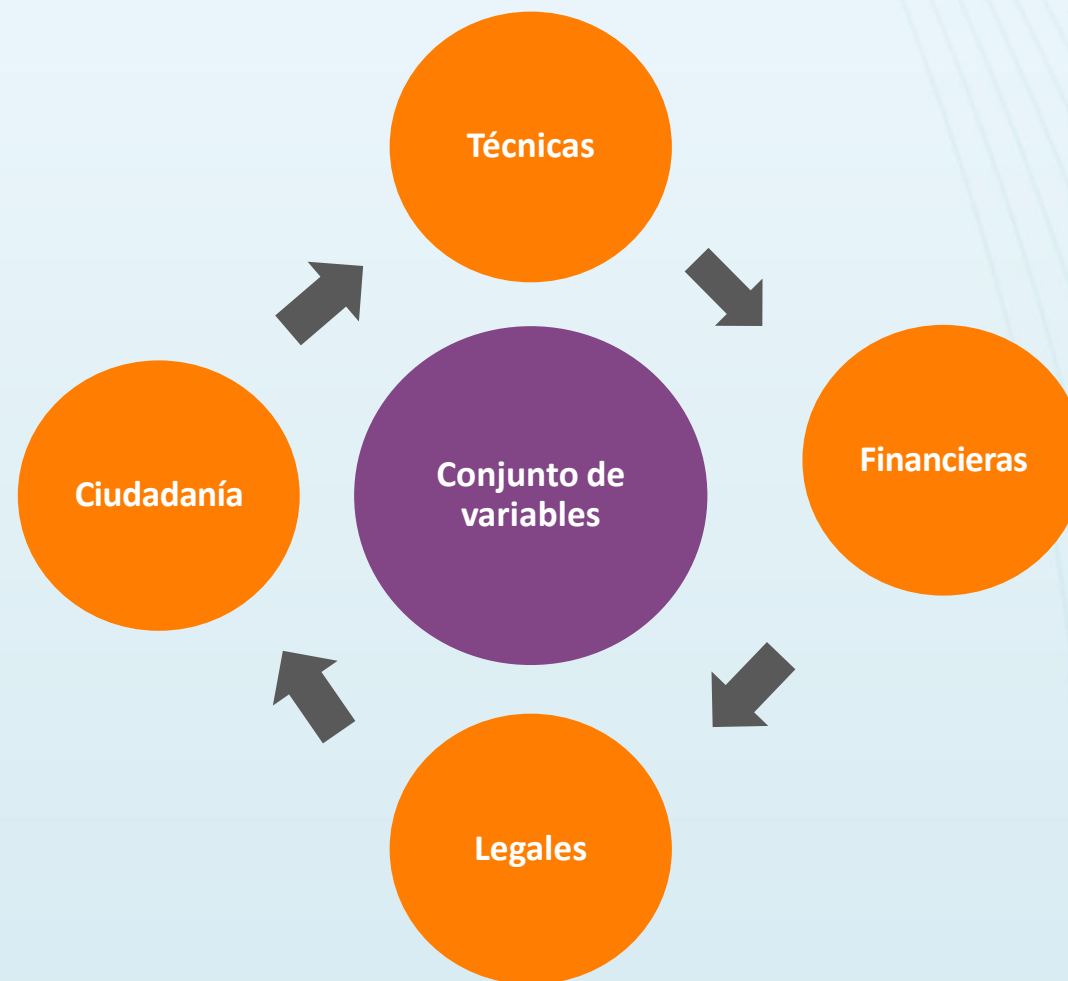 Técnicas
Financieras
Ciudadanía
Conjunto de
variables
Legales